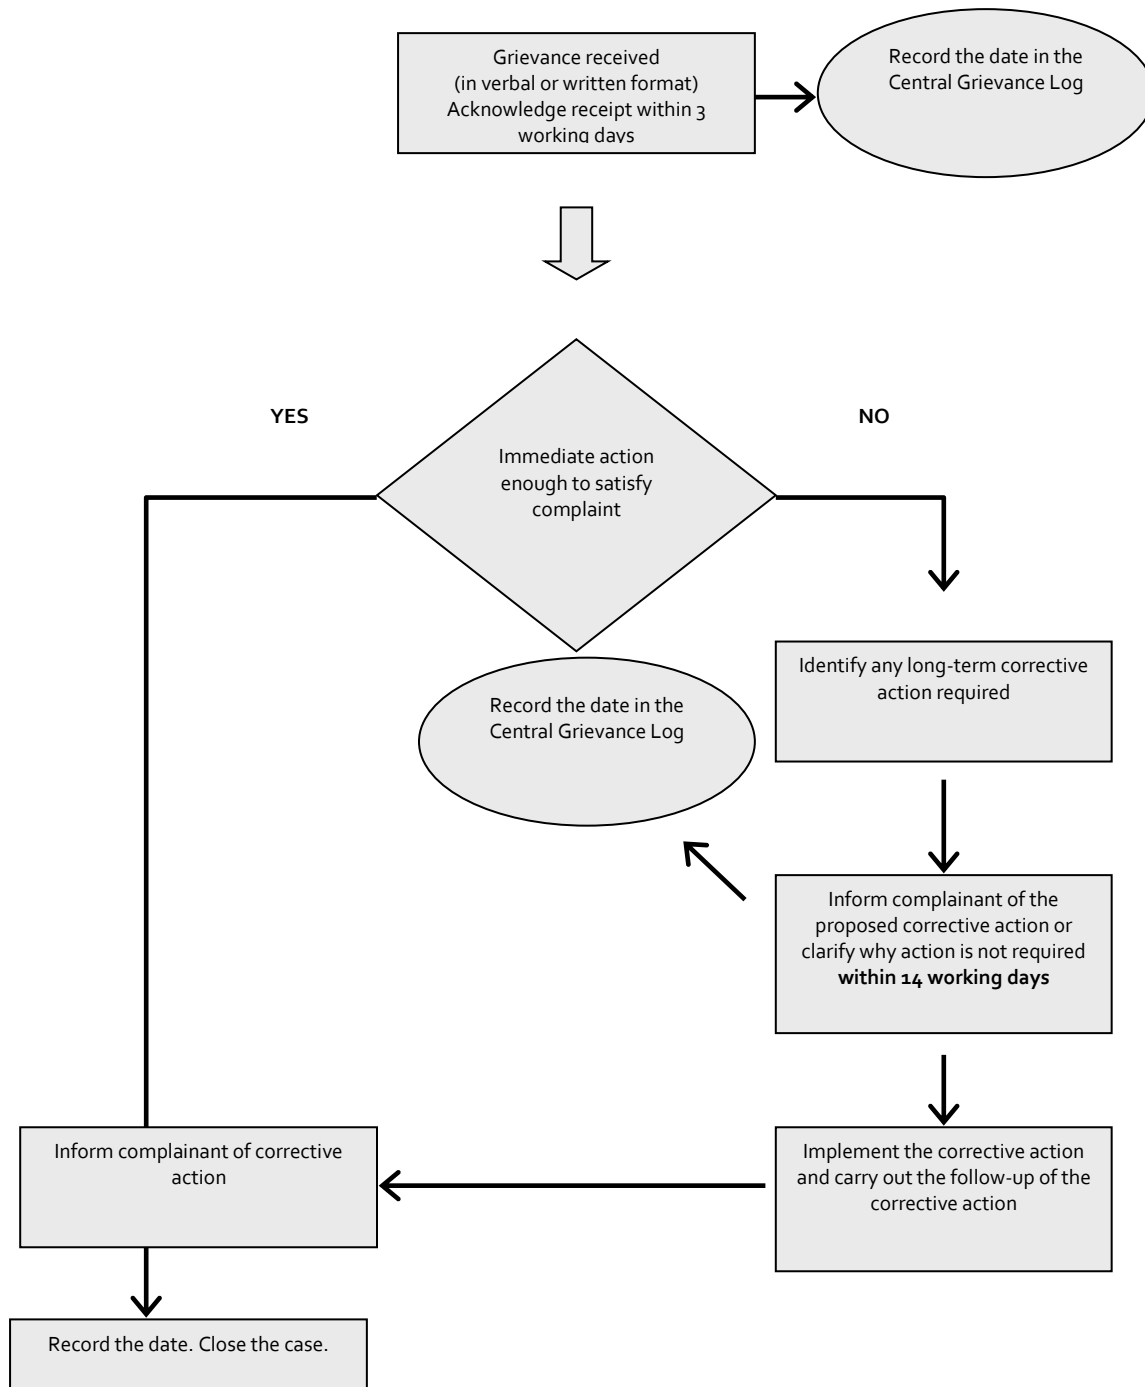 Grievance received
(in verbal or written format)
Acknowledge receipt within 3
working days
Record the date in the
Central Grievance Log
YES
NO
Immediate action
enough to satisfy
complaint
Identify any long-term corrective
action required
Record the date in the
Central Grievance Log
Inform complainant of the
proposed corrective action or
clarify why action is not required
within 14 working days
Inform complainant of corrective
action
Implement the corrective action
and carry out the follow-up of the
corrective action
Record the date. Close the case.